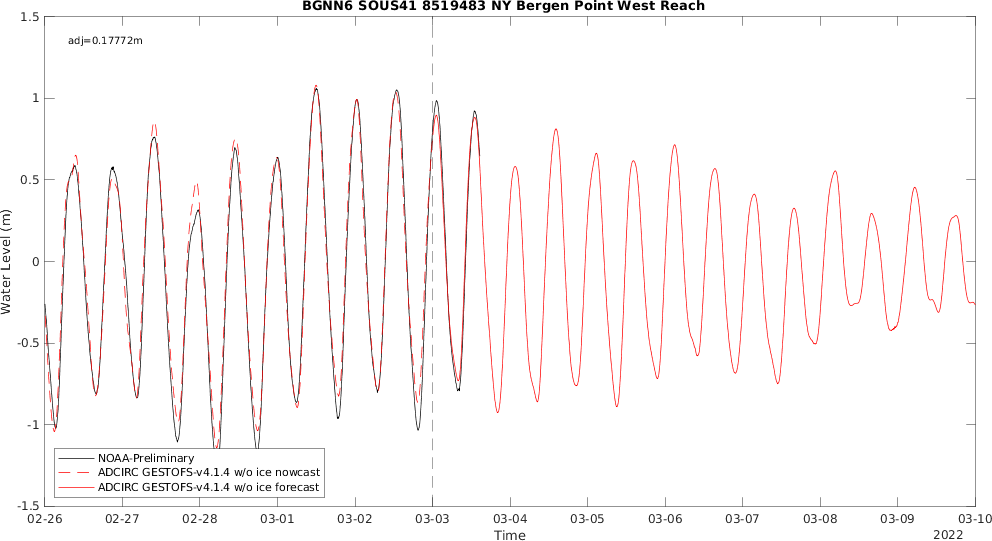 BGNN6 SOUS41 8519483 NY Bergen Point West Reach
1.5
adj=0.17772m
1
0.5
0
-0.5
-1
-1.5
Water Level (m)
NOAA-Preliminary
ADCIRC GESTOFS-v4.1.4 w/o ice nowcast
ADCIRC GESTOFS-v4.1.4 w/o ice forecast
02-26 02-27 02-28 03-01 03-02 03-03 03-04 03-05 03-06 03-07 03-08 03-09 03-10
Time
2022